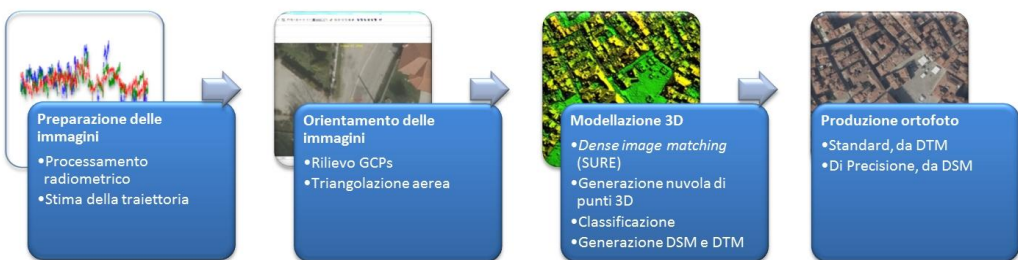 Preparazione delle
immagini
•Processamento
radiometrico
•Stima della traiettoria
Orientamento delle
immagini
•Rilievo GCPs
•Triangolazione aerea
Modellazione 3D
•Dense image matching
(SURE)
•Generazione nuvola di
punti 3D
•Classificazione
•Generazione DSM e DTM
Produzione ortofoto
•Standard, da DTM
•Di Precisione, da DSM